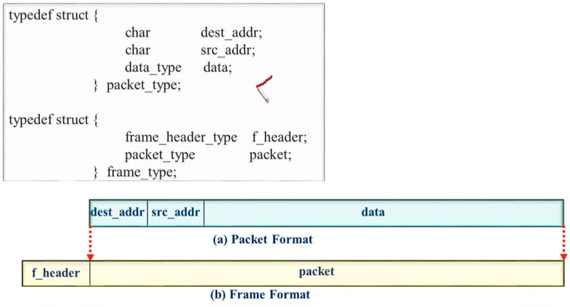 typedef struct {
char dest_addr;
char src_addr;
data_type data;
} packet_type;
typedef struct {
frame_header_type f_header;
packet_type packet;
} frame_type;
dest_addr src_addr data
(a) Packet Format
f_header packet
(b) Frame Format